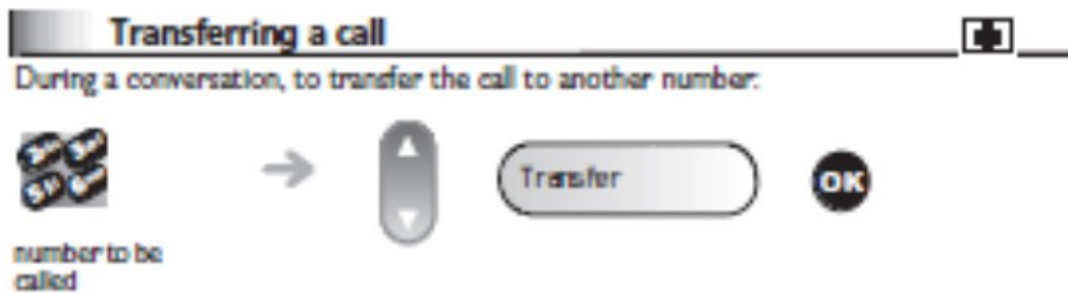 Transferring a call
During a conversation, to transfer the call to another number:
Transfer
OK
number to be
called